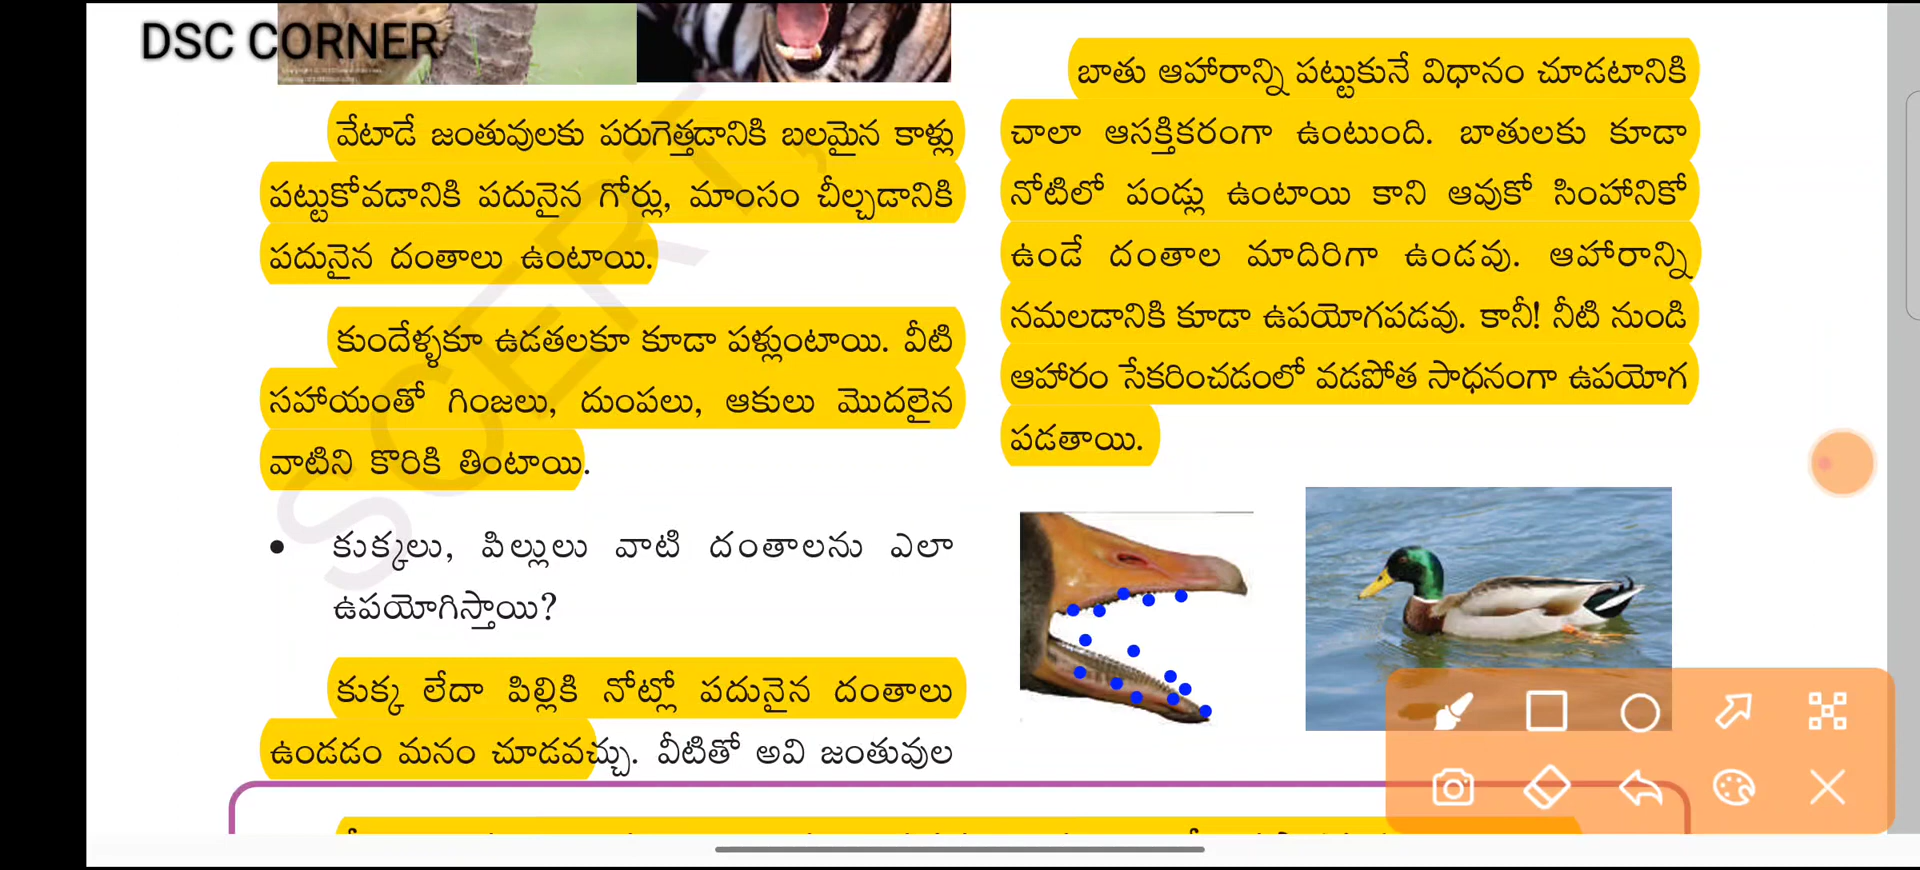 DSC CORNER
వేటాడే జంతువులకు పరుగెత్తడానికి బలమైన కాళ్లు
పట్టుకోవడానికి పదునైన గోర్లు, మాంసం చీల్చడానికి
పదునైన దంతాలు ఉంటాయి.
కుందేళ్ళకూ ఉడతలకూ కూడా పళ్లుంటాయి. వీటి
సహాయంతో గింజలు, దుంపలు, ఆకులు మొదలైన
వాటిని కొరికి తింటాయి.
• కుక్కలు, పిల్లులు వాటి దంతాలను ఎలా
ఉపయోగిస్తాయి?
కుక్క లేదా పిల్లికి నోట్లో పదునైన దంతాలు
ఉండడం మనం చూడవచ్చు. వీటితో అవి జంతువుల
బాతు ఆహారాన్ని పట్టుకునే విధానం చూడటానికి
చాలా ఆసక్తికరంగా ఉంటుంది. బాతులకు కూడా
నోటిలో పండ్లు ఉంటాయి కాని ఆవుకో సింహానికో
ఉండే దంతాల మాదిరిగా ఉండవు. ఆహారాన్ని
నమలడానికి కూడా ఉపయోగపడవు. కానీ! నీటి నుండి
ఆహారం సేకరించడంలో వడపోత సాధనంగా ఉపయోగ
పడతాయి.
SCERT,